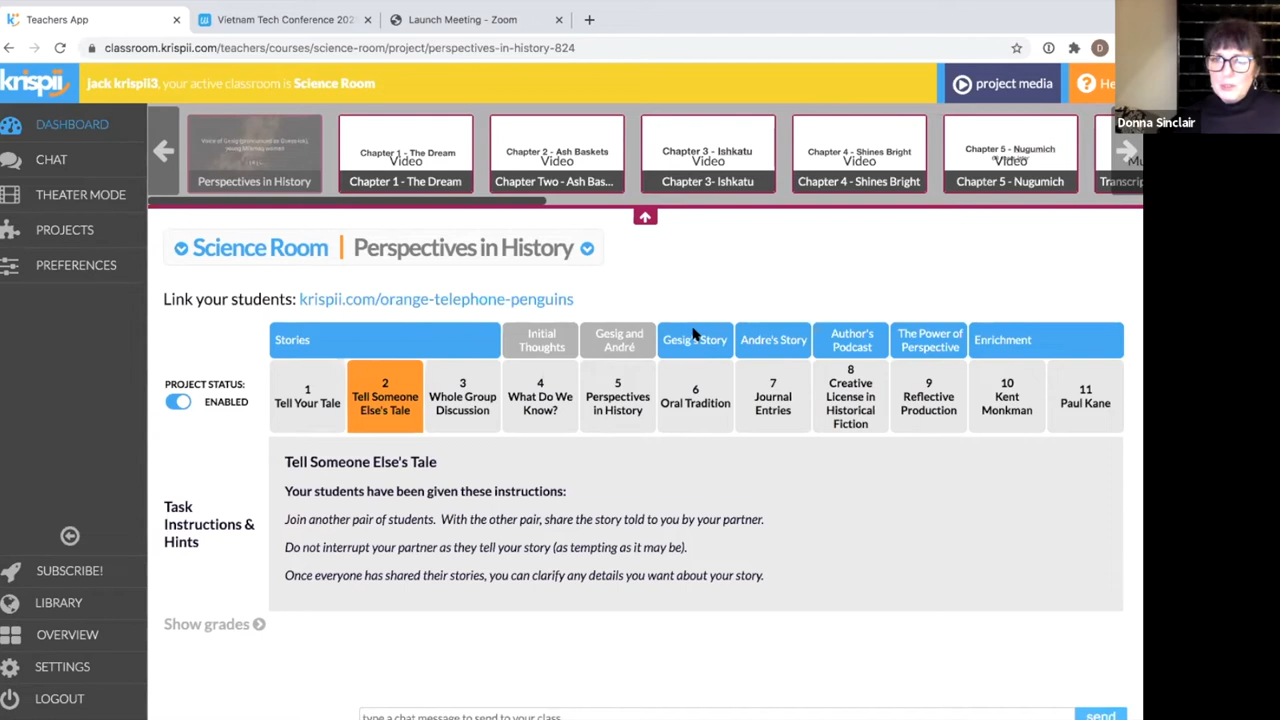 Teachers App
Vietnam Tech Conference 202
Launch Meeting - Zoom
classroom.krispii.com/teachers/courses/science-room/project/perspectives-in-history-824
D
krispii
Jack krispii3, your active classroom is Science Room
project media
He
Donna Sinclair
DASHBOARD
CHAT
THEATER MODE
PROJECTS
PREFERENCES
SUBSCRIBE!
LIBRARY
OVERVIEW
SETTINGS
LOGOUT
Perspectives in History
Chapter 1 - The Dream
Video
Chapter 1 - The Dream
Chapter 2 - Ash Baskets
Video
Chapter Two - Ash Bas...
Chapter 3 - Ishkatu
Video
Chapter 3- Ishkatu
Chapter 4 - Shines Bright
Video
Chapter 4 - Shines Bright
Chapter 5 - Nugumich
Video
Chapter 5 - Nugumich
Mu
Transcrip
Science Room | Perspectives in History
Link your students: krispii.com/orange-telephone-penguins
Stories
Initial
Thoughts
Gesig and
André
Gesig's Story
Andre's Story
Author's
Podcast
The Power of
Perspective
Enrichment
PROJECT STATUS:
ENABLED
1
Tell Your Tale
2
Tell Someone
Else's Tale
3
Whole Group
Discussion
4
What Do We
Know?
5
Perspectives
in History
6
Oral Tradition
7
Journal
Entries
8
Creative
License in
Historical
Fiction
9
Reflective
Production
10
Kent
Monkman
11
Paul Kane
Task
Instructions &
Hints
Tell Someone Else's Tale
Your students have been given these instructions:
Join another pair of students. With the other pair, share the story told to you by your partner.
Do not interrupt your partner as they tell your story (as tempting as it may be).
Once everyone has shared their stories, you can clarify any details you want about your story.
Show grades
type a chat message to send to your class
send